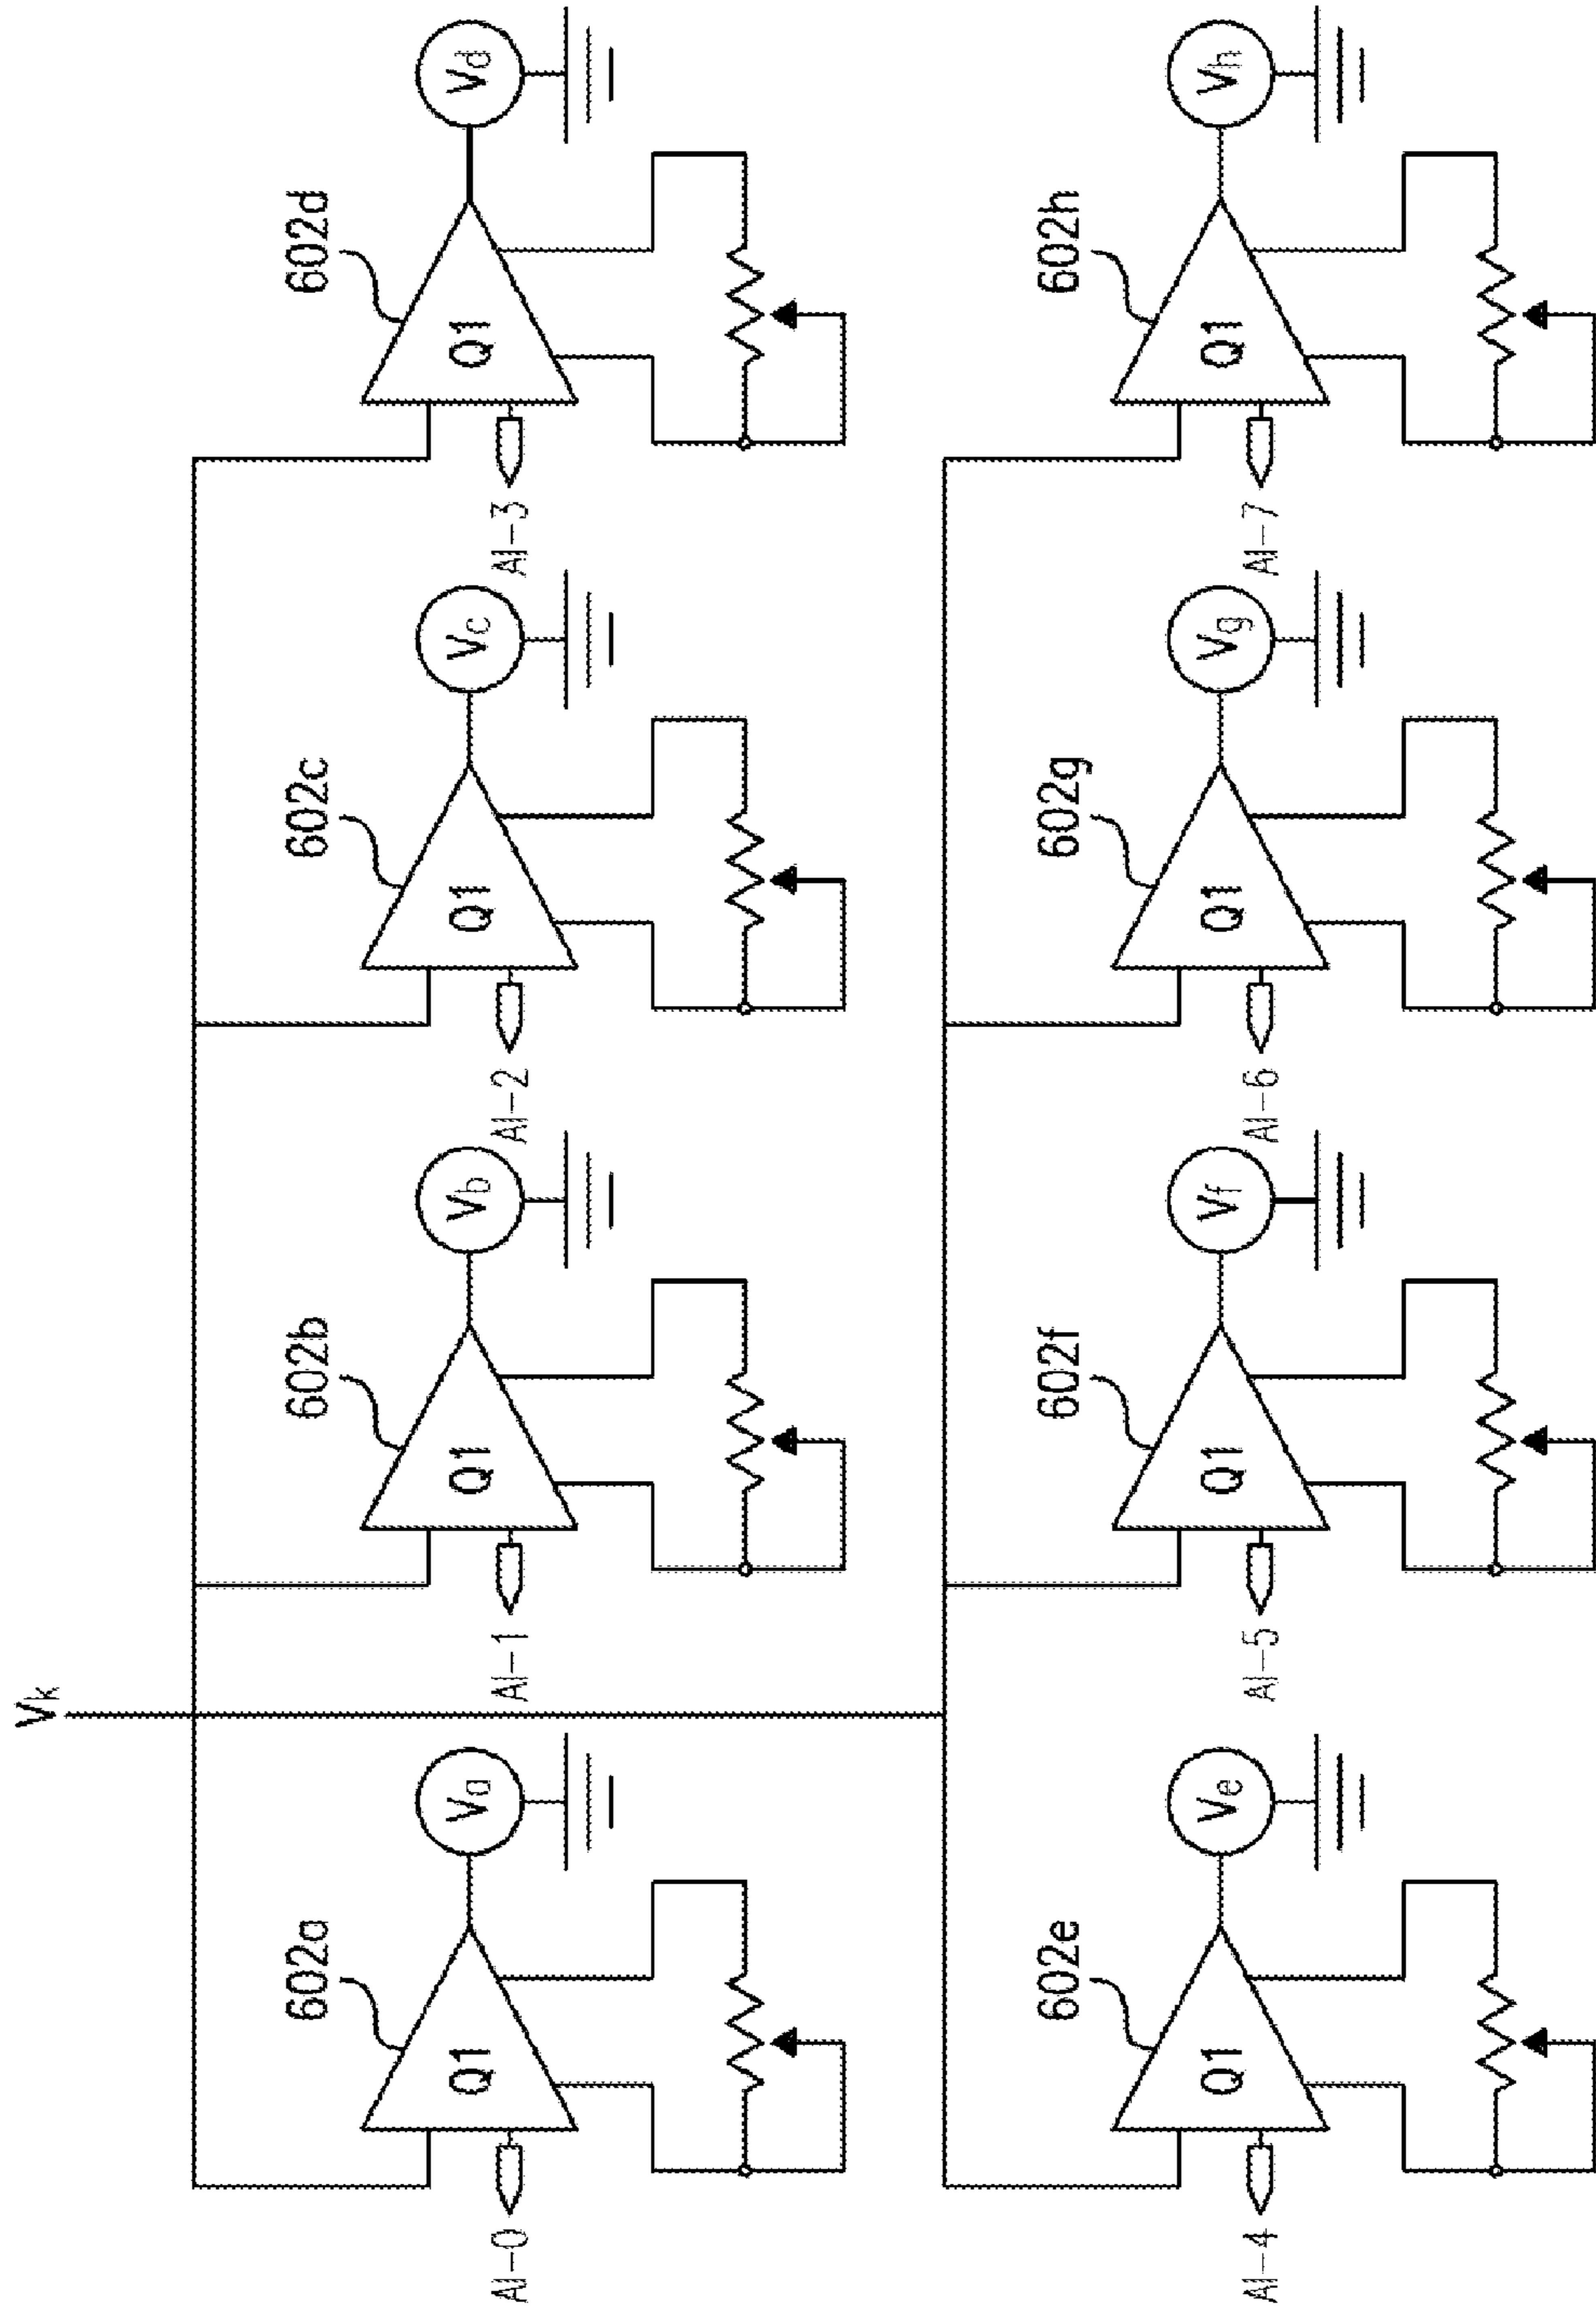 Vk
602a
602b
602c
602d
Q1
Va
Q1
Vb
Q1
Vc
Q1
Vd
AI-0
AI-1
AI-2
AI-3
602e
602f
602g
602h
Q1
Ve
Q1
Vf
Q1
Vg
Q1
Vh
AI-4
AI-5
AI-6
AI-7